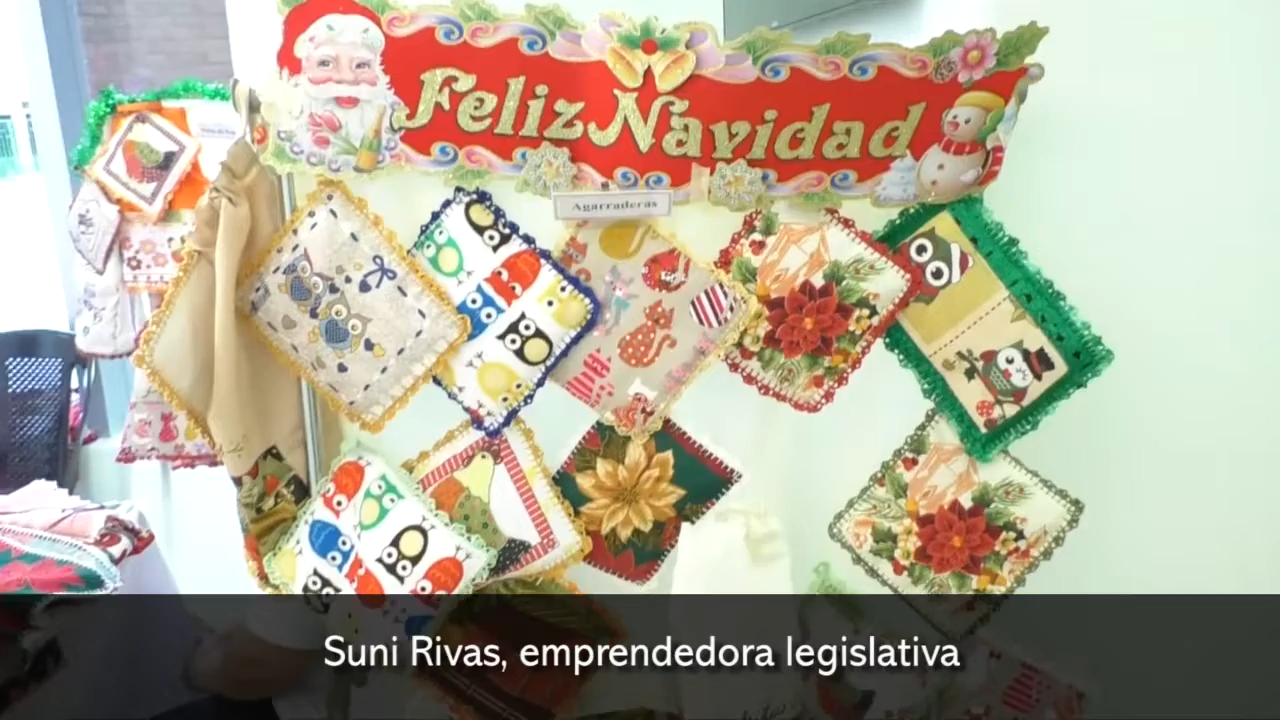 Feliz Navidad
Agarraderas
Suni Rivas, emprendedora legislativa